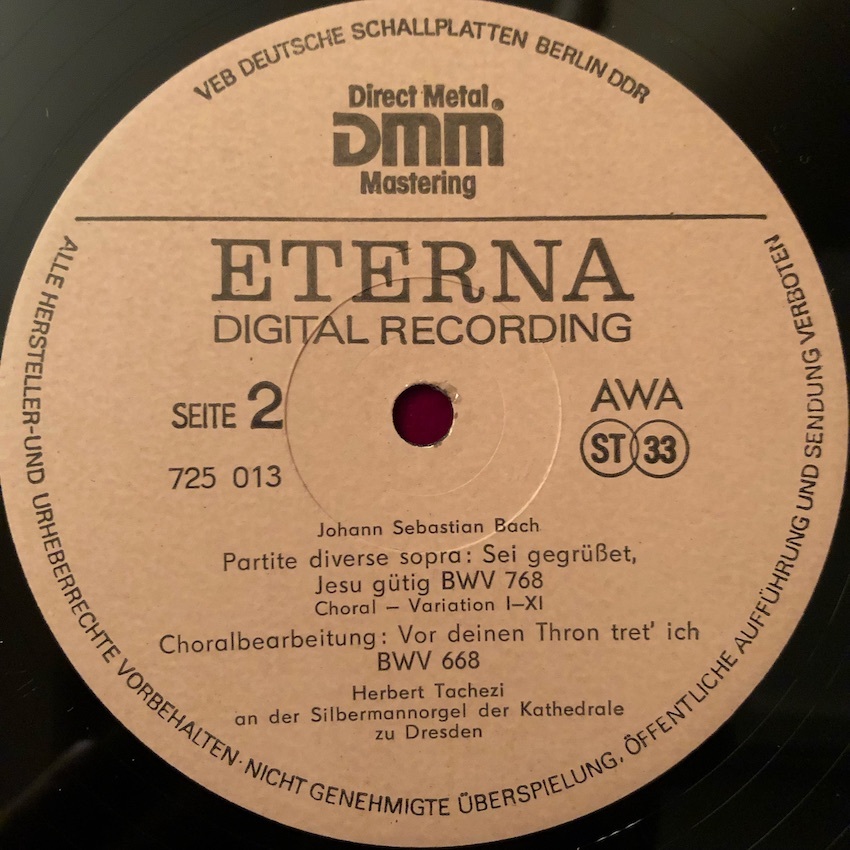 VEB DEUTSCHE SCHALLPLATTEN BERLIN DDR
Direct Metal
DMM
Mastering
ETERNA
DIGITAL RECORDING
SEITE 2
AWA
ST 33
725 013
Johann Sebastian Bach
Partite diverse sopra: Sei gegrüßet,
Jesu gütig BWV 768
Choral – Variation I–XI
Choralbearbeitung: Vor deinen Thron tret' ich
BWV 668
Herbert Tachezi
an der Silbermannorgel der Kathedrale
zu Dresden
ALLE HERSTELLER-UND URHEBERRECHTE VORBEHALTEN· NICHT GENEHMIGTE ÜBERSPIELUNG, ÖFFENTLICHE AUFFÜHRUNG UND SENDUNG VERBOTEN